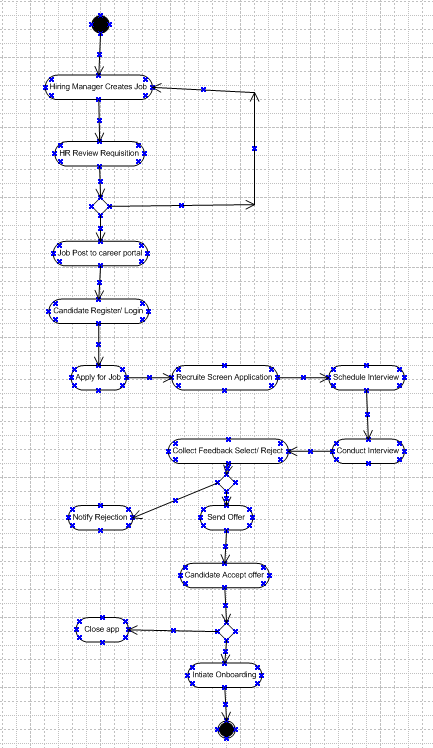 Hiring Manager Creates Job
HR Review Requisition
Job Post to career portal
Candidate Register/ Login
Apply for Job
Recruite Screen Application
Schedule Interview
Collect Feedback Select/ Reject
Conduct Interview
Notify Rejection
Send Offer
Candidate Accept offer
Close app
Intiate Onboarding